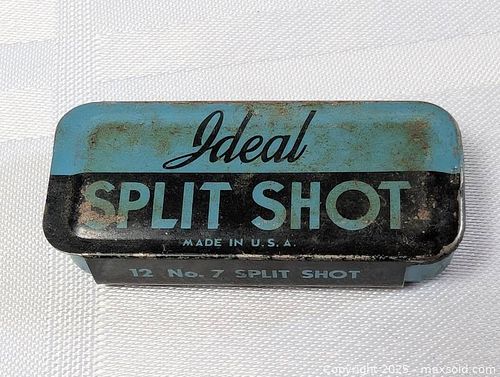 Ideal
SPLIT SHOT
MADE IN U.S.A.
12 No. 7 SPLIT SHOT
Copyright 2025 - maxsold.com